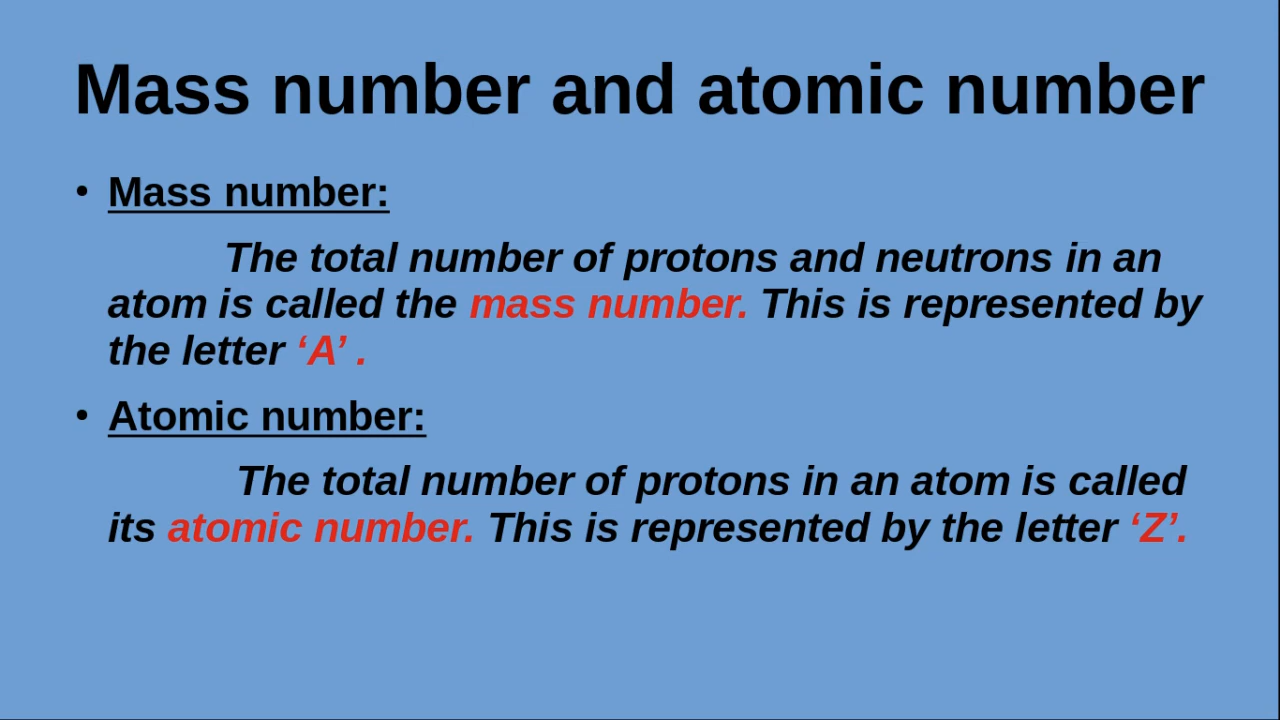 Mass number and atomic number
• Mass number:
The total number of protons and neutrons in an
atom is called the mass number. This is represented by
the letter ‘A’ .
• Atomic number:
The total number of protons in an atom is called
its atomic number. This is represented by the letter ‘Z’.